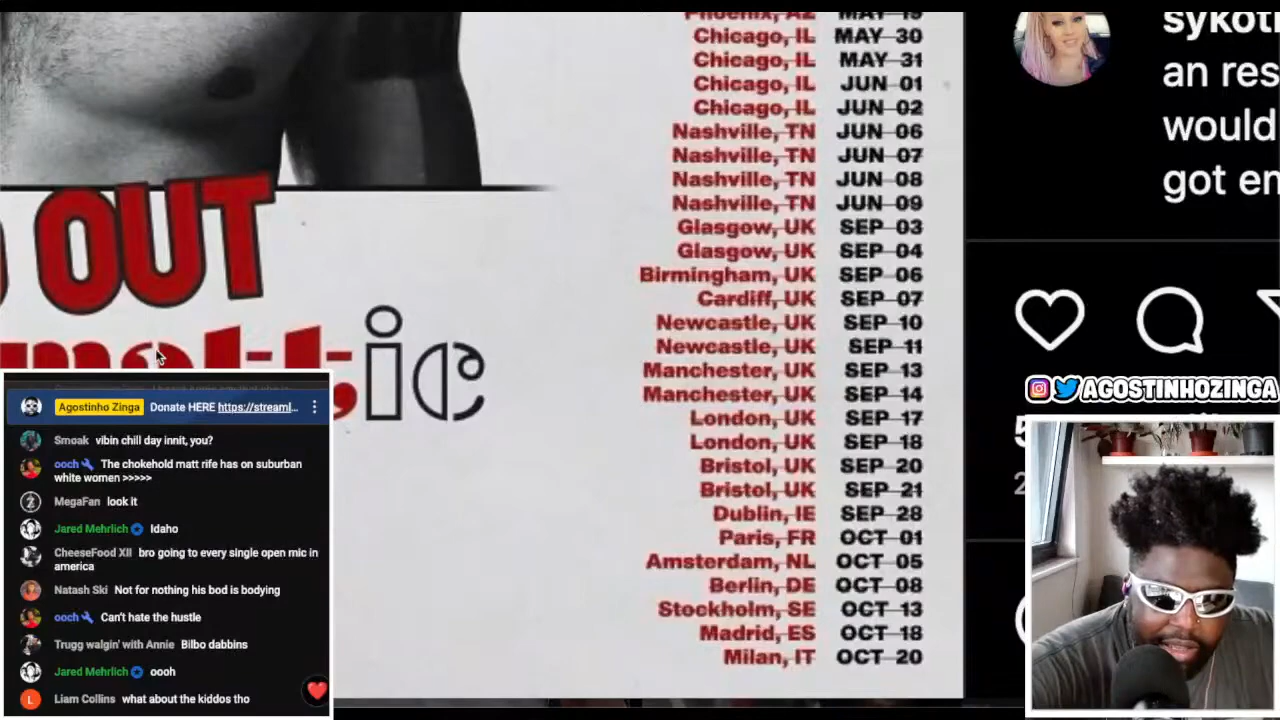 Phoenix, AZ MAY 19
Chicago, IL MAY 30
Chicago, IL MAY 31
Chicago, IL JUN 01
Chicago, IL JUN 02
Nashville, TN JUN 06
Nashville, TN JUN 07
Nashville, TN JUN 08
Nashville, TN JUN 09
Glasgow, UK SEP 03
Glasgow, UK SEP 04
Birmingham, UK SEP 06
Cardiff, UK SEP 07
Newcastle, UK SEP 10
Newcastle, UK SEP 11
Manchester, UK SEP 13
Manchester, UK SEP 14
London, UK SEP 17
London, UK SEP 18
Bristol, UK SEP 20
Bristol, UK SEP 21
Dublin, IE SEP 28
Paris, FR OCT 01
Amsterdam, NL OCT 05
Berlin, DE OCT 08
Stockholm, SE OCT 13
Madrid, ES OCT 18
Milan, IT OCT 20
OUT
ic
sykot
an res
would
got en
AGOSTINHOZINGA
Agostinho Zinga Donate HERE https://streaml...
Smoak vibin chill day innit, you?
ooch The chokehold matt rife has on suburban
white women >>>>>
MegaFan look it
Jared Mehrlich Idaho
CheeseFood XII bro going to every single open mic in
america
Natash Ski Not for nothing his bod is bodying
ooch Can't hate the hustle
Trugg walgin' with Annie Bilbo dabbins
Jared Mehrlich oooh
L Liam Collins what about the kiddos tho